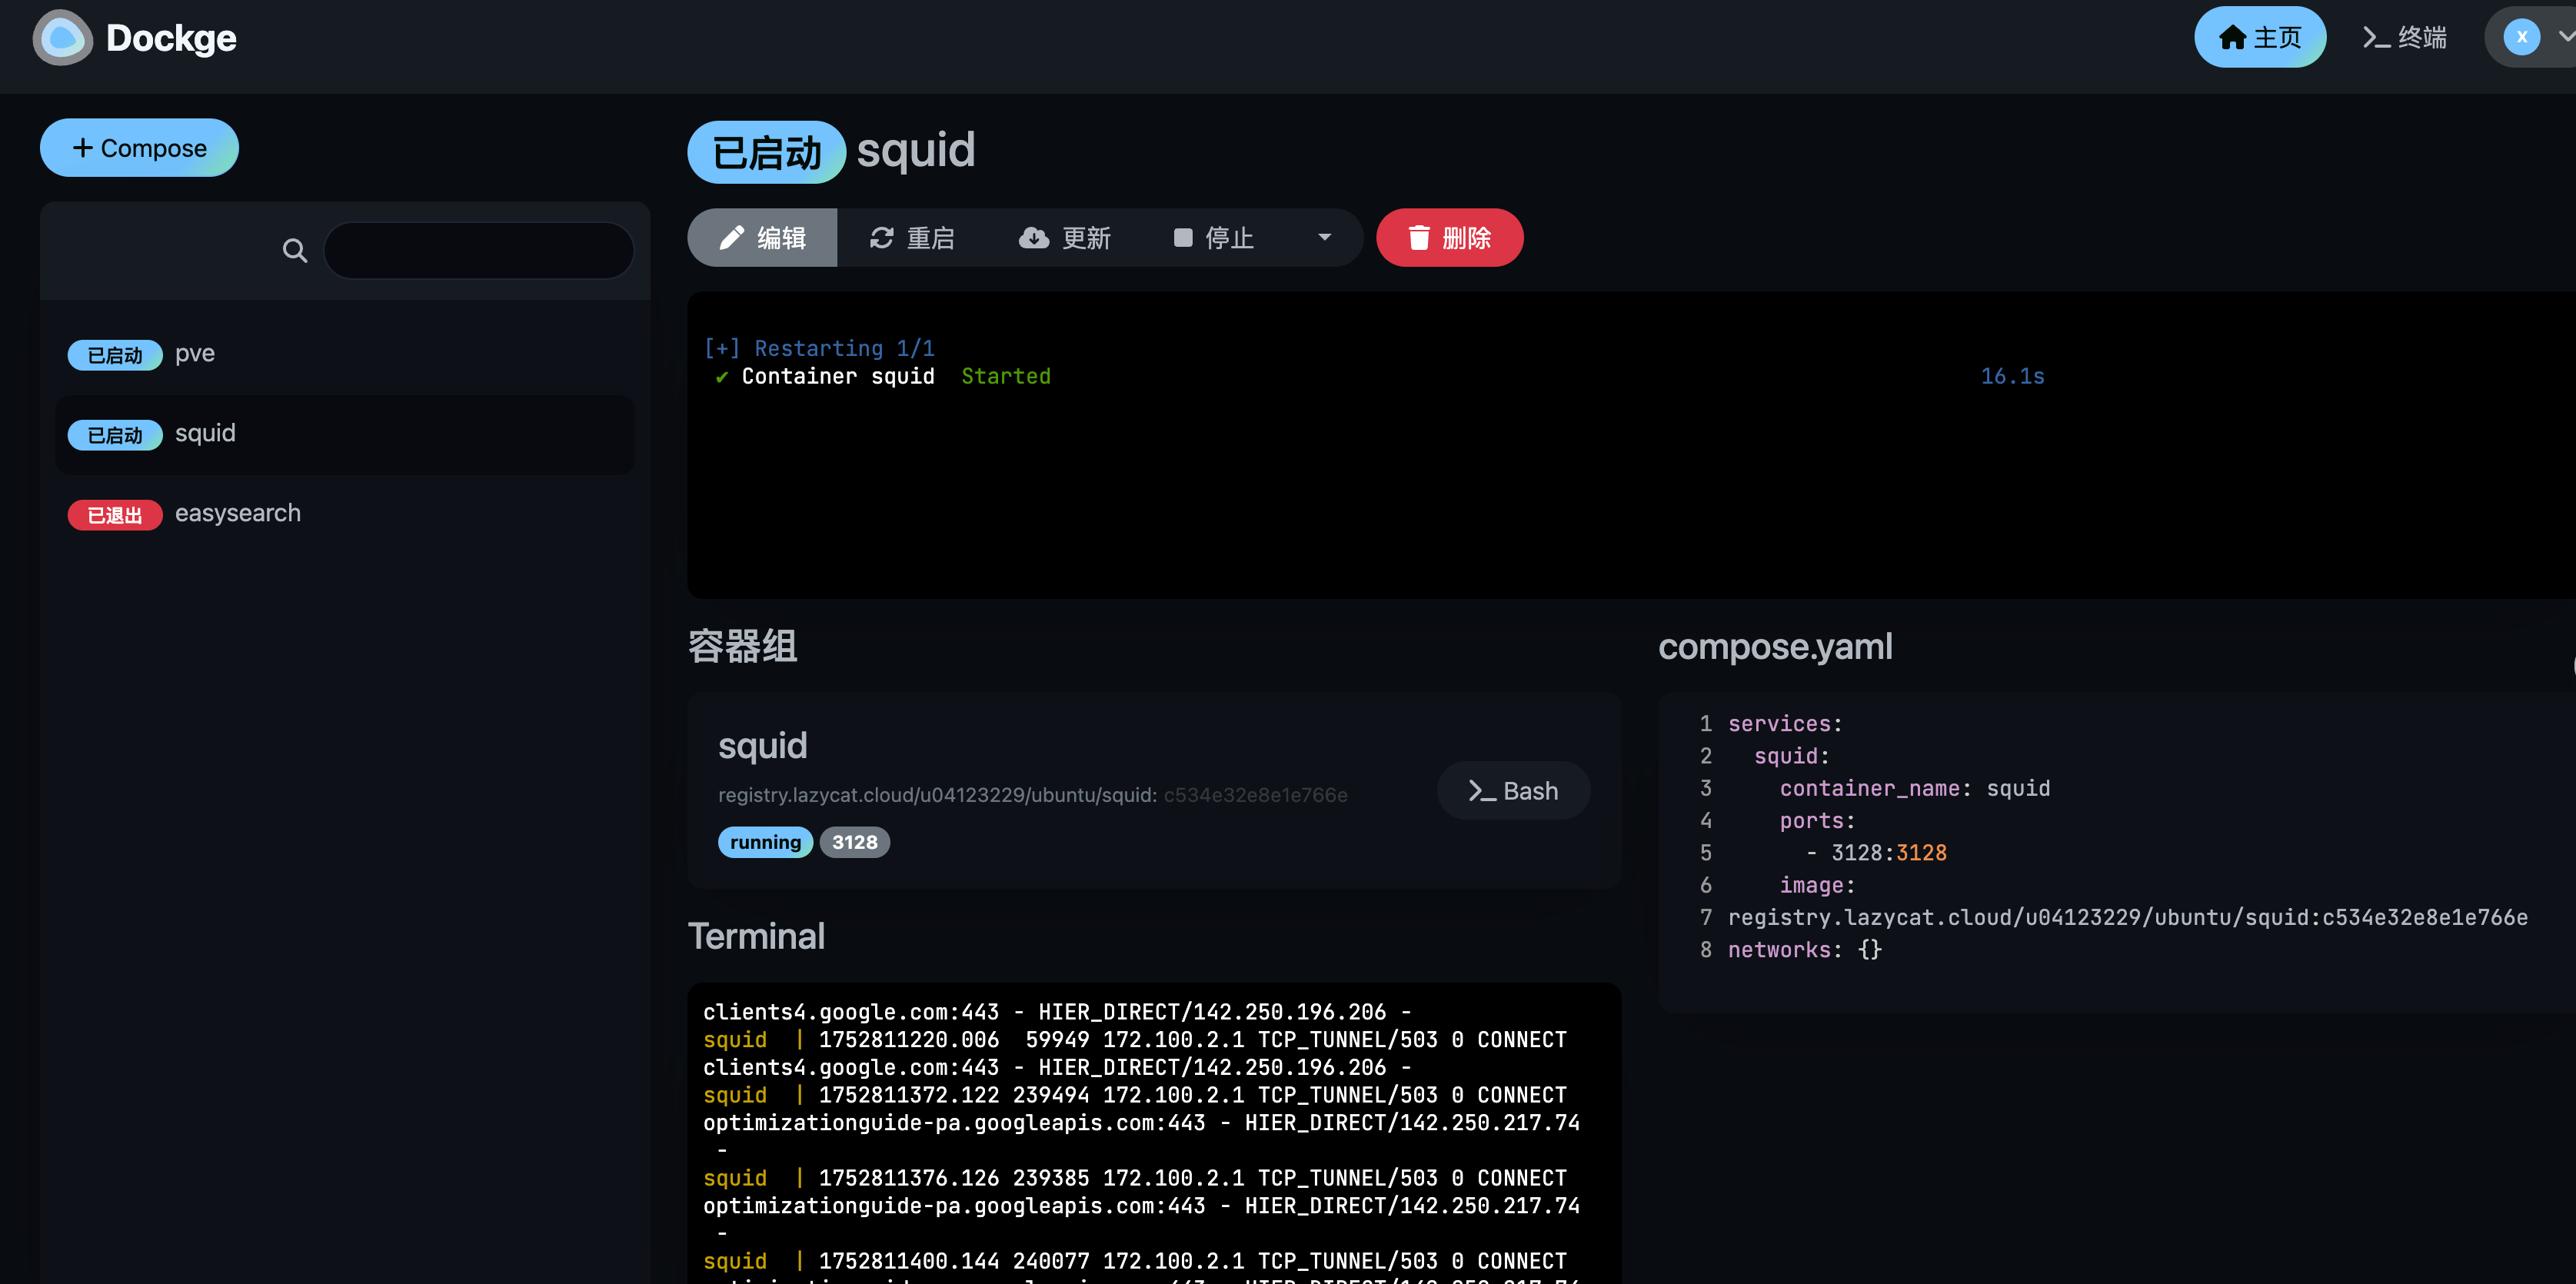 Dockge
主页
终端
X
+ Compose
已启动 squid
编辑
重启
更新
停止
删除
已启动 pve
已启动 squid
已退出 easysearch
[+] Restarting 1/1
✔ Container squid Started 16.1s
容器组
squid
registry.lazycat.cloud/u04123229/ubuntu/squid: c534e32e8e1e766e
running 3128
>_ Bash
Terminal
clients4.google.com:443 - HIER_DIRECT/142.250.196.206 -
squid | 1752811220.006 59949 172.100.2.1 TCP_TUNNEL/503 0 CONNECT
clients4.google.com:443 - HIER_DIRECT/142.250.196.206 -
squid | 1752811372.122 239494 172.100.2.1 TCP_TUNNEL/503 0 CONNECT
optimizationguide-pa.googleapis.com:443 - HIER_DIRECT/142.250.217.74
-
squid | 1752811376.126 239385 172.100.2.1 TCP_TUNNEL/503 0 CONNECT
optimizationguide-pa.googleapis.com:443 - HIER_DIRECT/142.250.217.74
-
squid | 1752811400.144 240077 172.100.2.1 TCP_TUNNEL/503 0 CONNECT
compose.yaml
1 services:
2 squid:
3 container_name: squid
4 ports:
5 - 3128:3128
6 image:
7 registry.lazycat.cloud/u04123229/ubuntu/squid:c534e32e8e1e766e
8 networks: {}